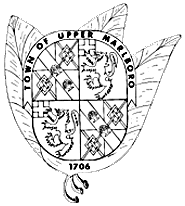 TOWN OF UPPER MARLBORO
1706